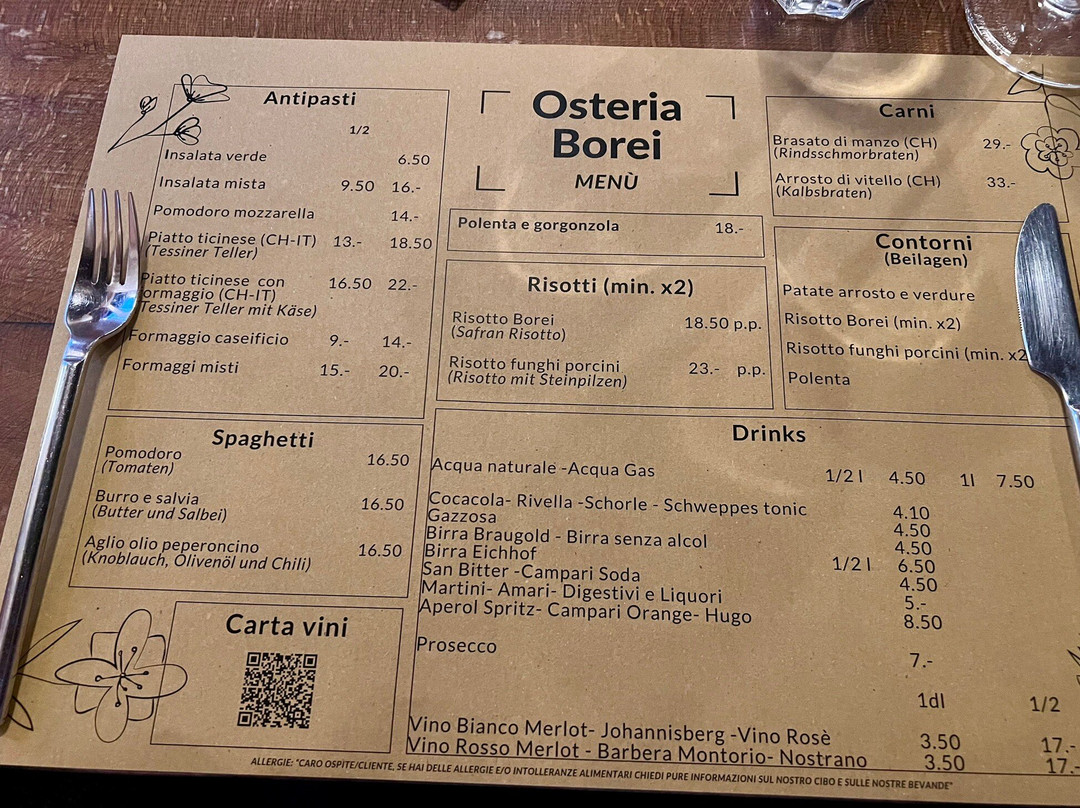 Antipasti
1/2
Insalata verde 6.50
Insalata mista 9.50 16.-
Pomodoro mozzarella 14.-
Piatto ticinese (CH-IT) 13.- 18.50
(Tessiner Teller)
Piatto ticinese con 16.50 22.-
ormaggio (CH-IT)
Tessiner Teller mit Käse)
Formaggio caseificio 9.- 14.-
Formaggi misti 15.- 20.-
Spaghetti
Pomodoro 16.50
(Tomaten)
Burro e salvia 16.50
(Butter und Salbei)
Aglio olio peperoncino 16.50
(Knoblauch, Olivenöl und Chili)
Carta vini
Osteria
Borei
MENÙ
Polenta e gorgonzola 18.-
Risotti (min. x2)
Risotto Borei 18.50 p.p.
(Safran Risotto)
Risotto funghi porcini 23.- p.p.
(Risotto mit Steinpilzen)
Carni
Brasato di manzo (CH) 29.-
(Rindsschmorbraten)
Arrosto di vitello (CH) 33.-
(Kalbsbraten)
Contorni
(Beilagen)
Patate arrosto e verdure
Risotto Borei (min. x2)
Risotto funghi porcini (min. x2
Polenta
Drinks
Acqua naturale -Acqua Gas 1/2 l 4.50 1l 7.50
Cocacola- Rivella -Schorle - Schweppes tonic 4.10
Gazzosa 4.50
Birra Braugold - Birra senza alcol 4.50
Birra Eichhof 1/2 l 6.50
San Bitter -Campari Soda 4.50
Martini- Amari- Digestivi e Liquori 5.-
Aperol Spritz- Campari Orange- Hugo 8.50
Prosecco 7.-
1dl 1/2
Vino Bianco Merlot- Johannisberg -Vino Rosè 3.50 17.-
Vino Rosso Merlot - Barbera Montorio- Nostrano 3.50 17.-
ALLERGIE: "CARO OSPITE/CLIENTE, SE HAI DELLE ALLERGIE E/O INTOLLERANZE ALIMENTARI CHIEDI PURE INFORMAZIONI SUL NOSTRO CIBO E SULLE NOSTRE BEVANDE"